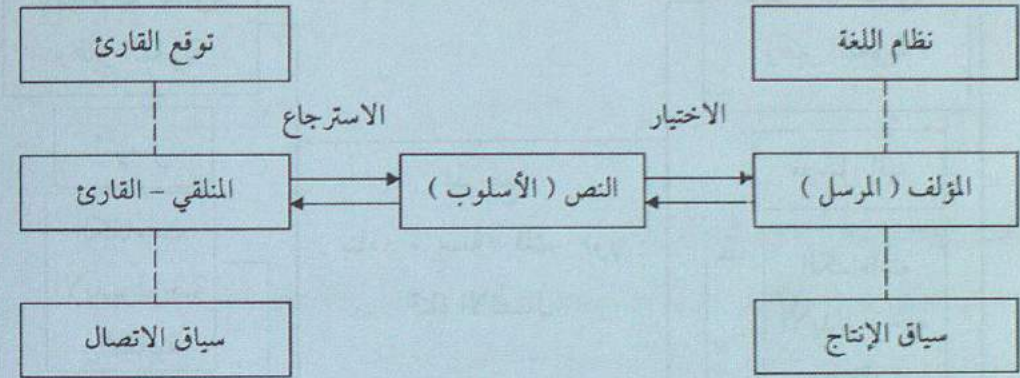 نظام اللغة
توقع القارئ
الاختيار
الاسترجاع
المؤلف ( المرسل )
النص ( الأسلوب )
المتلقي – القارئ
سياق الإنتاج
سياق الاتصال